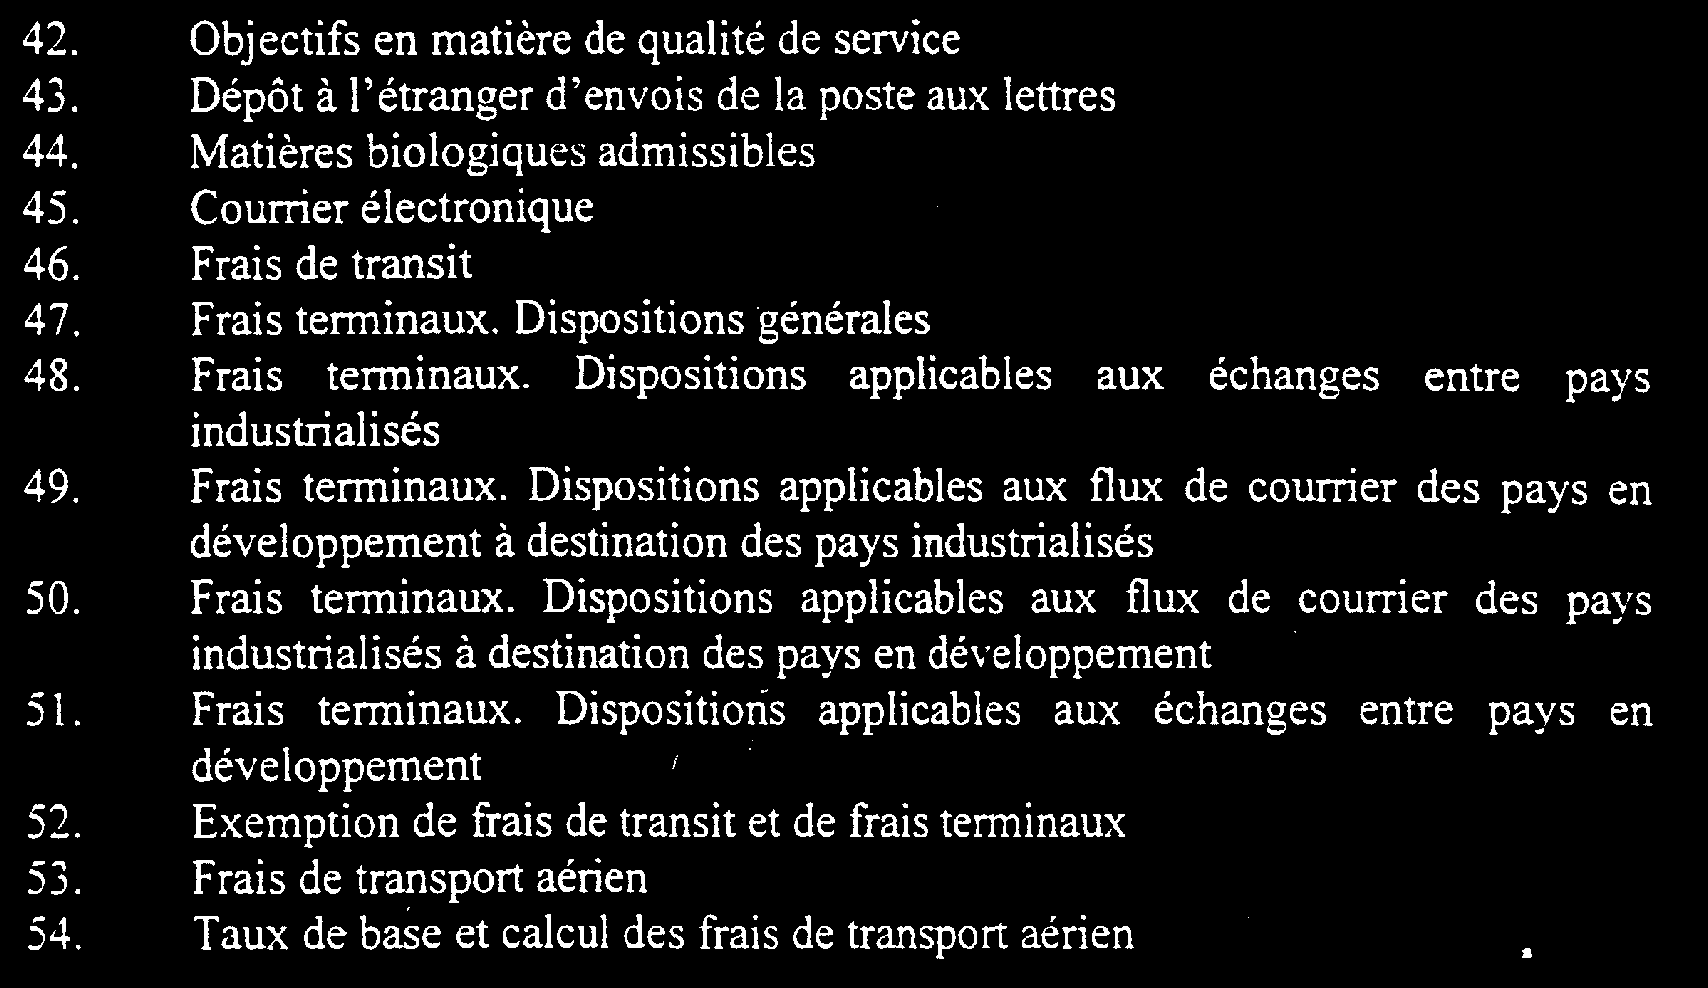 42. Objectifs en matière de qualité de service
43. Dépôt à l'étranger d'envois de la poste aux lettres
44. Matières biologiques admissibles
45. Courrier électronique
46. Frais de transit
47. Frais terminaux. Dispositions générales
48. Frais terminaux. Dispositions applicables aux échanges entre pays
industrialisés
49. Frais terminaux. Dispositions applicables aux flux de courrier des pays en
développement à destination des pays industrialisés
50. Frais terminaux. Dispositions applicables aux flux de courrier des pays
industrialisés à destination des pays en développement
51. Frais terminaux. Dispositions applicables aux échanges entre pays en
développement
52. Exemption de frais de transit et de frais terminaux
53. Frais de transport aérien
54. Taux de base et calcul des frais de transport aérien